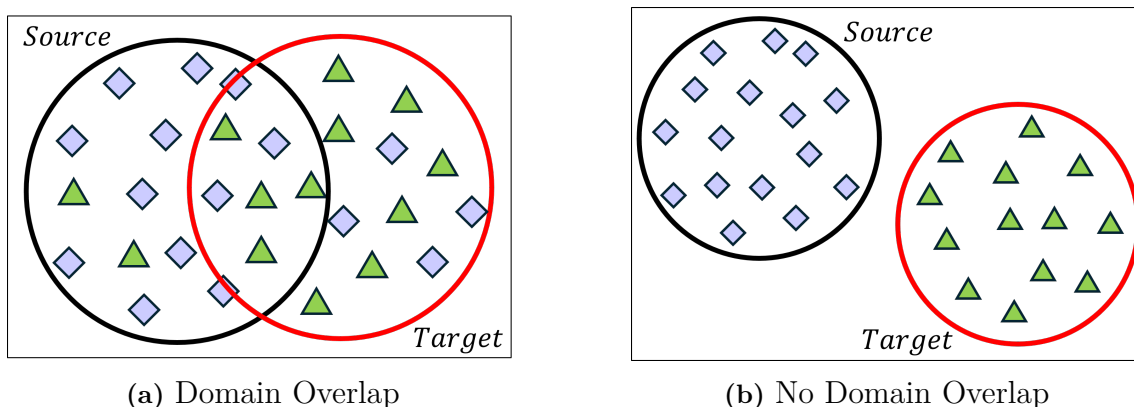 Source
Target
(a) Domain Overlap
Source
Target
(b) No Domain Overlap